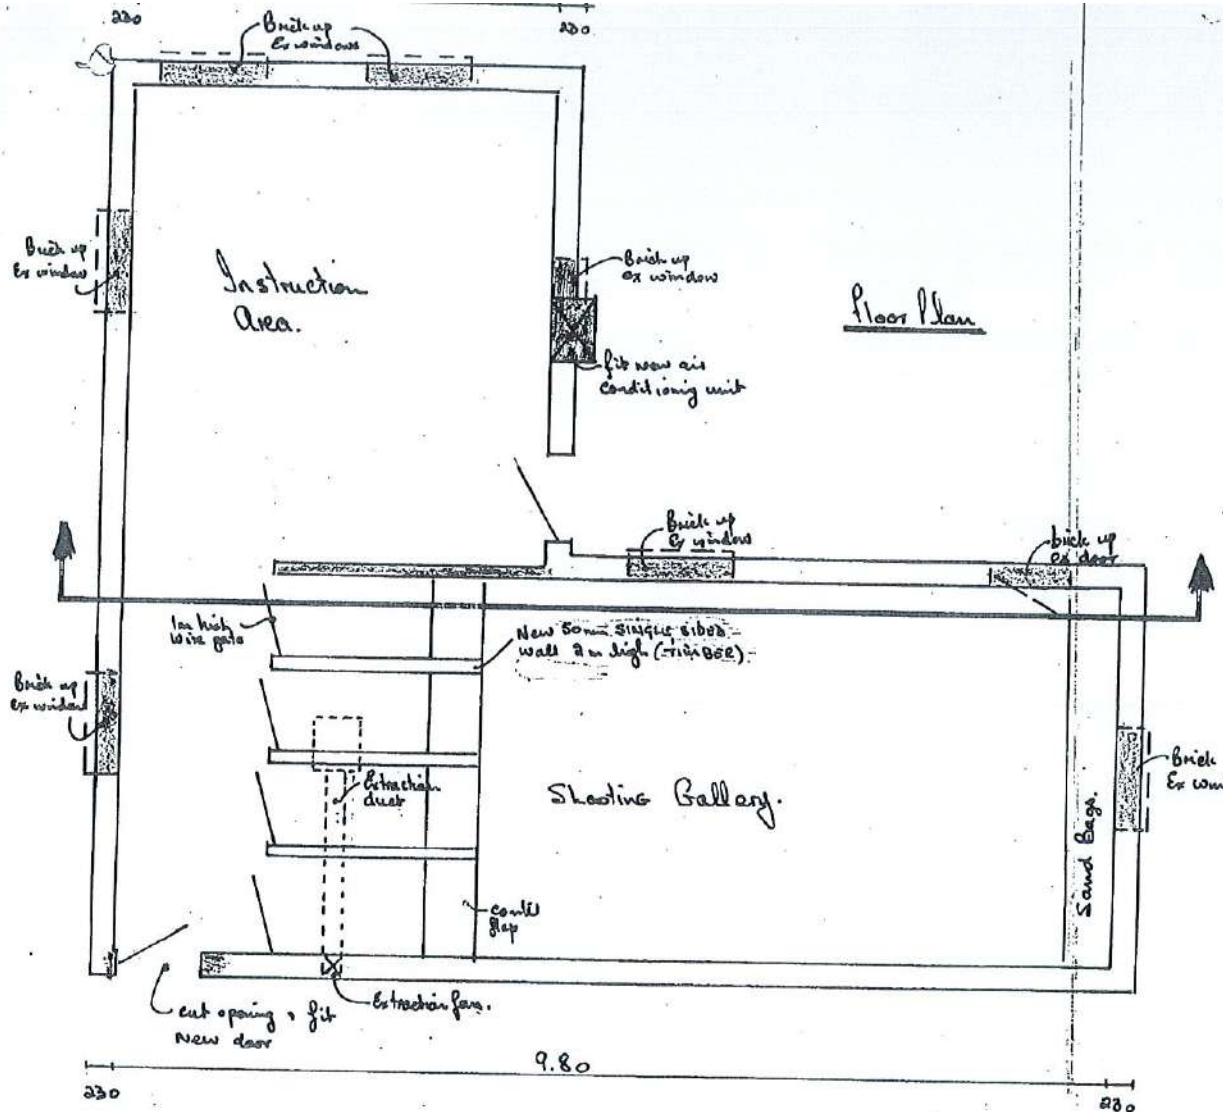 230
230
Brick up
Ex windows
Brick up
Ex window
Instruction
Area.
Brick up
ex window
Floor Plan
fit new air
conditioning unit
Brick up
Ex window
brick up
ex door
1m high
wire gate
New 50mm SINGLE SIDED
wall 2m high (TIMBER)
Brick up
Ex window
Extraction
duct
Shooting Gallery.
Brick
Ex win
Sand Bags.
flap
cut opening & fit
New door
Extraction fans.
9.80
230
230